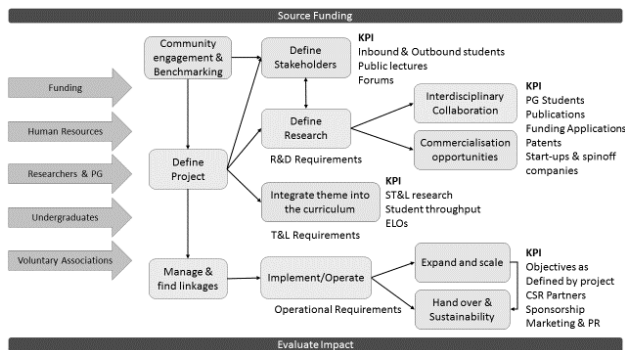 Source Funding
Funding
Human Resources
Researchers & PG
Undergraduates
Voluntary Associations
Community
engagement &
Benchmarking
Define
Project
Manage &
find linkages
Define
Stakeholders
KPI
Inbound & Outbound students
Public lectures
Forums
Define
Research
R&D Requirements
Interdisciplinary
Collaboration
Commercialisation
opportunities
KPI
PG Students
Publications
Funding Applications
Patents
Start-ups & spinoff
companies
Integrate theme into
the curriculum
T&L Requirements
KPI
ST&L research
Student throughput
ELOs
Implement/Operate
Operational Requirements
Expand and scale
Hand over &
Sustainability
KPI
Objectives as
Defined by project
CSR Partners
Sponsorship
Marketing & PR
Evaluate Impact